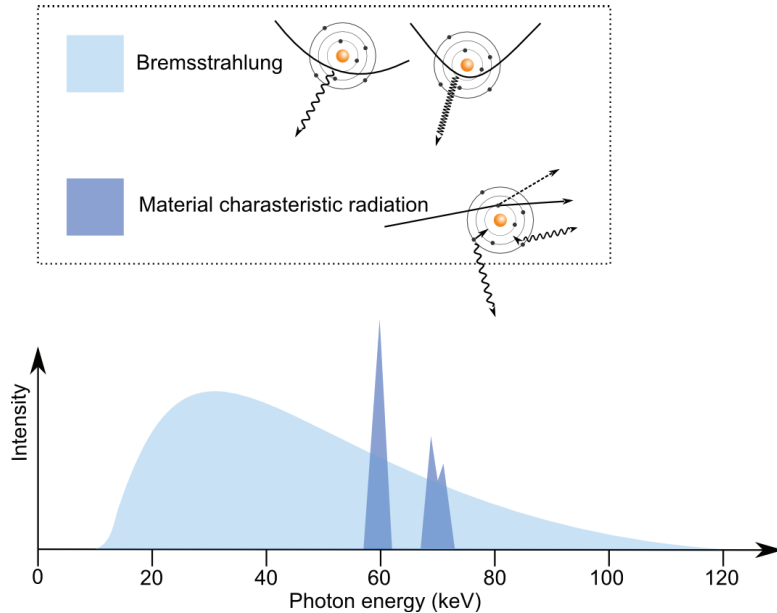 Bremsstrahlung
Material charasteristic radiation
Intensity
0 20 40 60 80 100 120
Photon energy (keV)